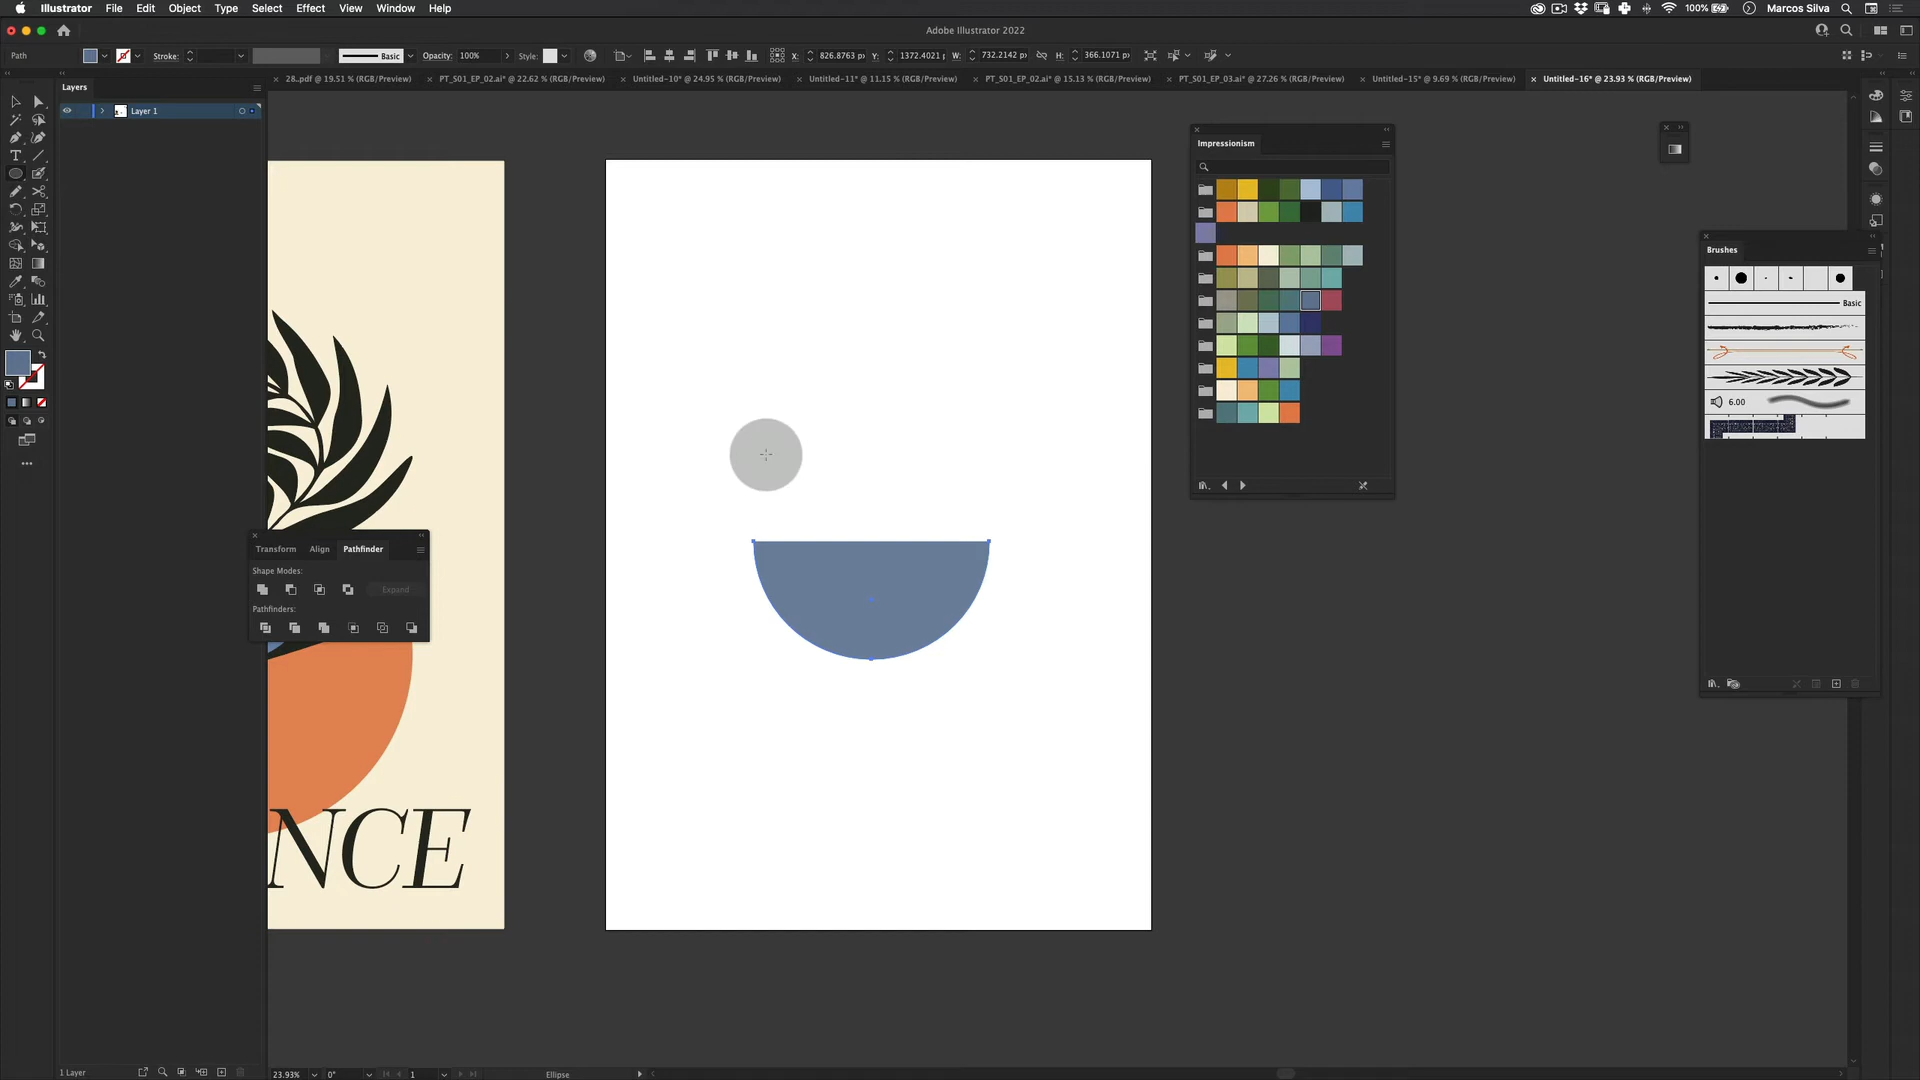 Illustrator File Edit Object Type Select Effect View Window Help
100% Marcos Silva
Adobe Illustrator 2022
Path Stroke: Basic Opacity: 100% Style: X: 826.8763 px Y: 1372.4021 W: 732.2142 px H: 366.1071 px
28..pdf @ 19.51 % (RGB/Preview) PT_S01_EP_02.ai* @ 22.62 % (RGB/Preview) Untitled-10* @ 24.95 % (RGB/Preview) Untitled-11* @ 11.15 % (RGB/Preview) PT_S01_EP_02.ai* @ 15.13 % (RGB/Preview) PT_S01_EP_03.ai* @ 27.26 % (RGB/Preview) Untitled-15* @ 9.69 % (RGB/Preview) Untitled-16* @ 23.93 % (RGB/Preview)
Layers
Layer 1
Impressionism
Brushes
Basic
6.00
Transform Align Pathfinder
Shape Modes:
Expand
Pathfinders:
NCE
1 Layer
23.93% 0° 1 Ellipse